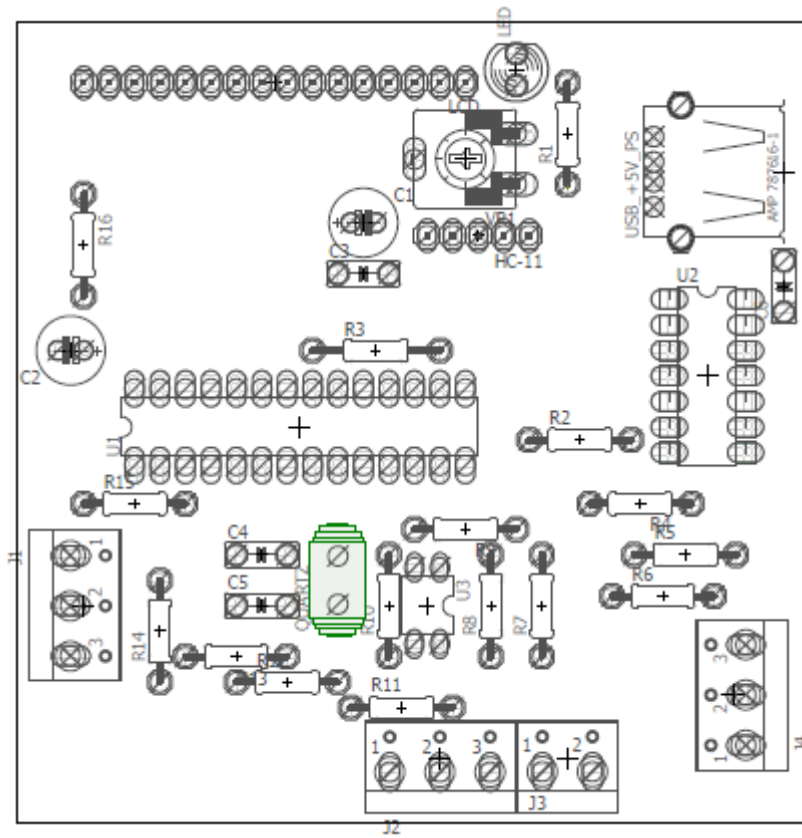 LED
LCD
R1
USB_+5V_PS
AMP 787616-1
C1
VR1
HC-11
R16
C3
U2
C2
R3
U1
R2
R15
R4
R5
R6
J1
1
2
3
C4
C5
QUARTZ
R10
U3
R8
R7
R14
R11
3
2
1
J4
1
2
3
1
2
J2
J3